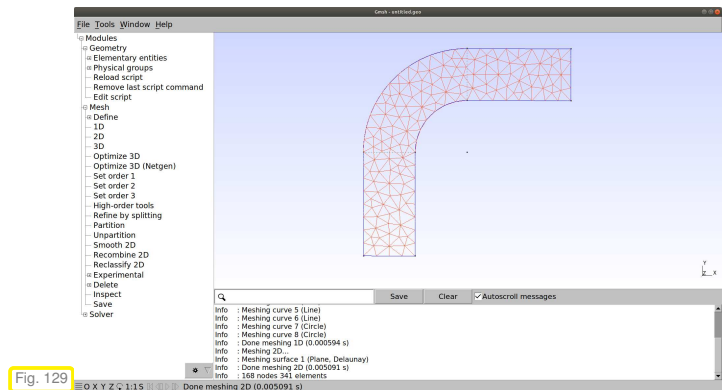 Gmsh - untitled.geo
File Tools Window Help
Modules
Geometry
Elementary entities
Physical groups
Reload script
Remove last script command
Edit script
Mesh
Define
1D
2D
3D
Optimize 3D
Optimize 3D (Netgen)
Set order 1
Set order 2
Set order 3
High-order tools
Refine by splitting
Partition
Unpartition
Smooth 2D
Recombine 2D
Reclassify 2D
Experimental
Delete
Inspect
Save
Solver
Y
Z X
Save Clear Autoscroll messages
Info : Meshing curve 5 (Line)
Info : Meshing curve 6 (Line)
Info : Meshing curve 7 (Circle)
Info : Meshing curve 8 (Circle)
Info : Done meshing 1D (0.000594 s)
Info : Meshing 2D...
Info : Meshing surface 1 (Plane, Delaunay)
Info : Done meshing 2D (0.005091 s)
Info : 168 nodes 341 elements
O X Y Z 1:1 S Done meshing 2D (0.005091 s)
Fig. 129